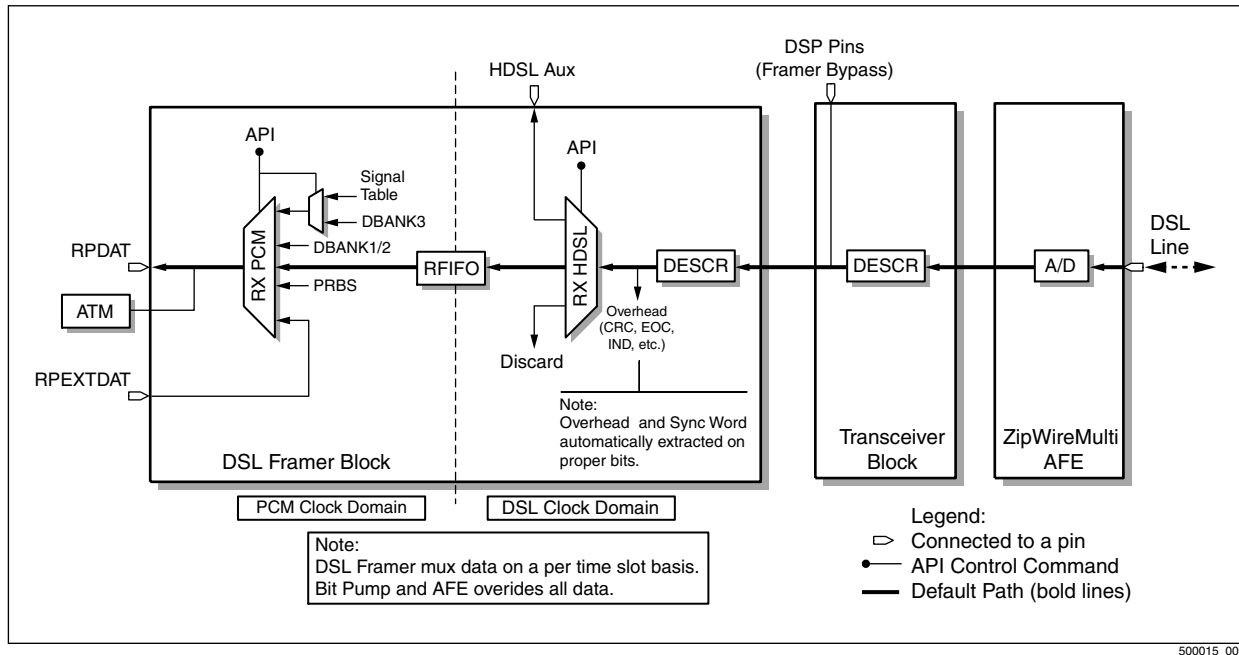 DSP Pins
(Framer Bypass)
HDSL Aux
API
API
Signal
Table
DBANK3
DBANK1/2
RPDAT
RX PCM
RFIFO
RX HDSL
DESCR
DESCR
A/D
DSL
Line
PRBS
ATM
Overhead
(CRC, EOC,
IND, etc.)
Discard
RPEXTDAT
Note:
Overhead and Sync Word
automatically extracted on
proper bits.
DSL Framer Block
Transceiver
Block
ZipWireMulti
AFE
PCM Clock Domain
DSL Clock Domain
Note:
DSL Framer mux data on a per time slot basis.
Bit Pump and AFE overides all data.
Legend:
Connected to a pin
API Control Command
Default Path (bold lines)
500015_00